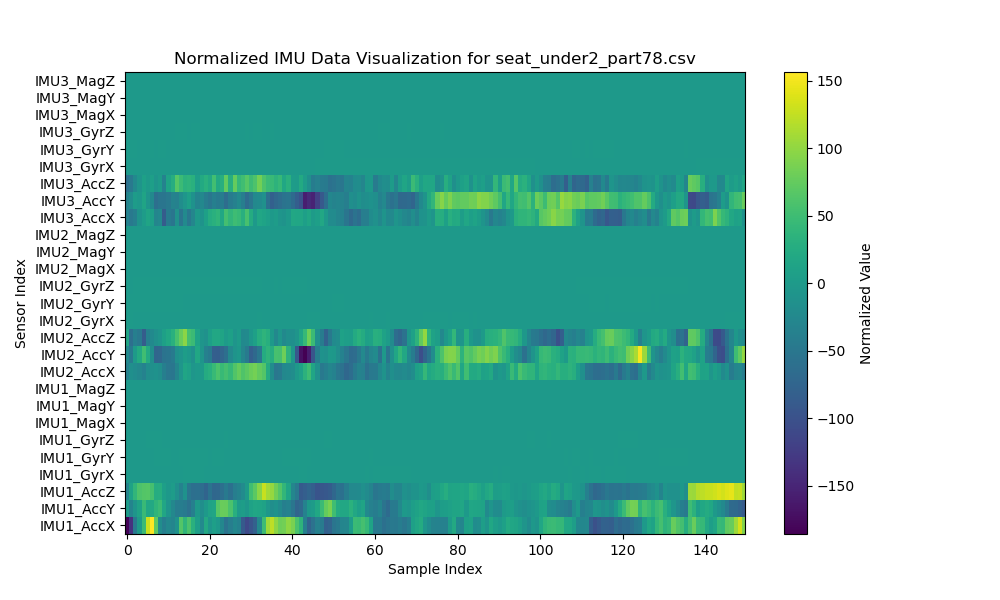 Normalized IMU Data Visualization for seat_under2_part78.csv
IMU3_MagZ
IMU3_MagY
IMU3_MagX
IMU3_GyrZ
IMU3_GyrY
IMU3_GyrX
IMU3_AccZ
IMU3_AccY
IMU3_AccX
IMU2_MagZ
IMU2_MagY
IMU2_MagX
IMU2_GyrZ
IMU2_GyrY
IMU2_GyrX
IMU2_AccZ
IMU2_AccY
IMU2_AccX
IMU1_MagZ
IMU1_MagY
IMU1_MagX
IMU1_GyrZ
IMU1_GyrY
IMU1_GyrX
IMU1_AccZ
IMU1_AccY
IMU1_AccX
Sensor Index
0 20 40 60 80 100 120 140
Sample Index
150
100
50
0
−50
−100
−150
Normalized Value